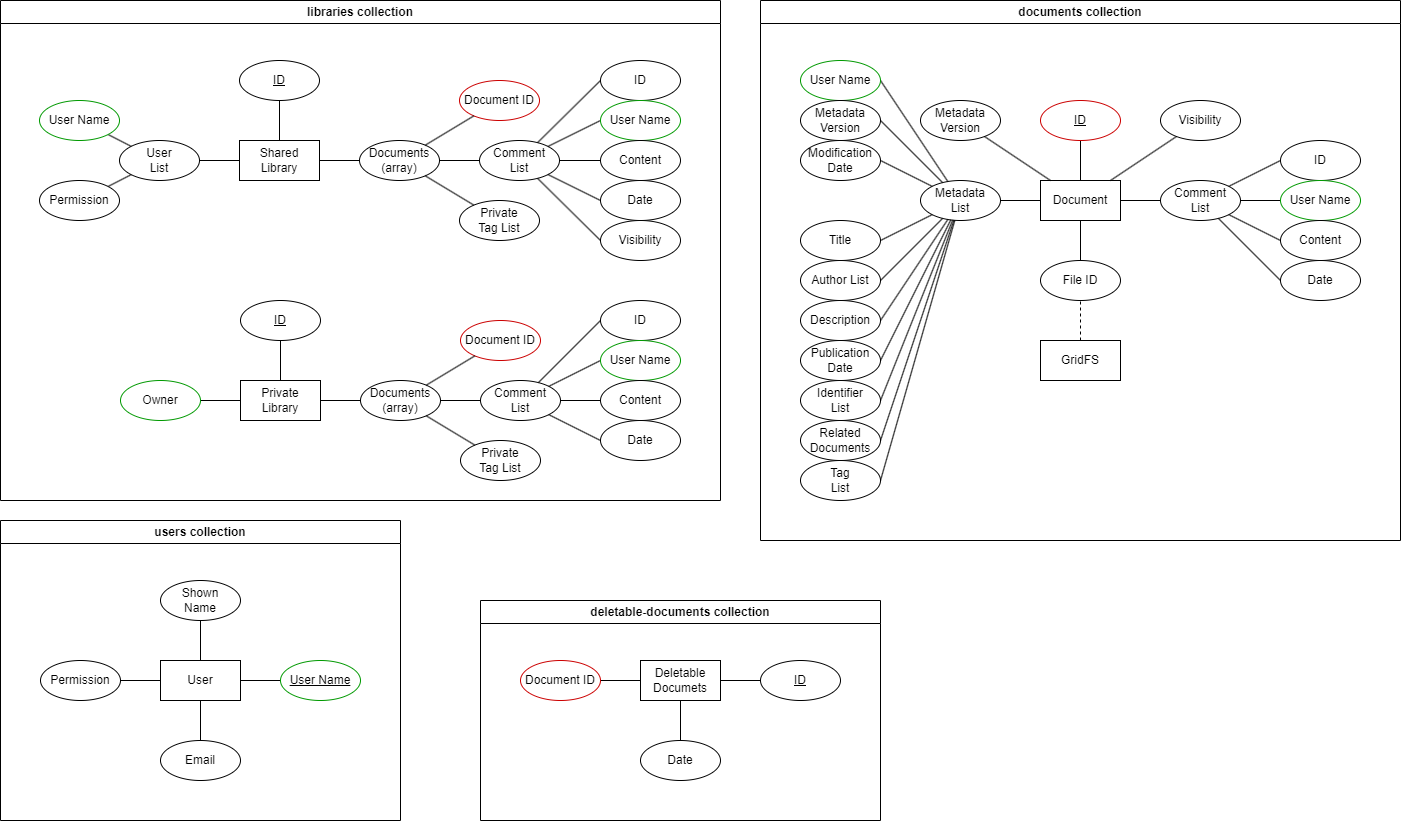 libraries collection
ID
User Name
User
List
Permission
Shared
Library
Documents
(array)
Document ID
Comment
List
Private
Tag List
ID
User Name
Content
Date
Visibility
ID
Owner
Private
Library
Documents
(array)
Document ID
Comment
List
Private
Tag List
ID
User Name
Content
Date
documents collection
User Name
Metadata
Version
Modification
Date
Title
Author List
Description
Publication
Date
Identifier
List
Related
Documents
Tag
List
Metadata
List
Metadata
Version
ID
Visibility
Document
Comment
List
ID
User Name
Content
Date
File ID
GridFS
users collection
Shown
Name
Permission
User
User Name
Email
deletable-documents collection
Document ID
Deletable
Documets
ID
Date